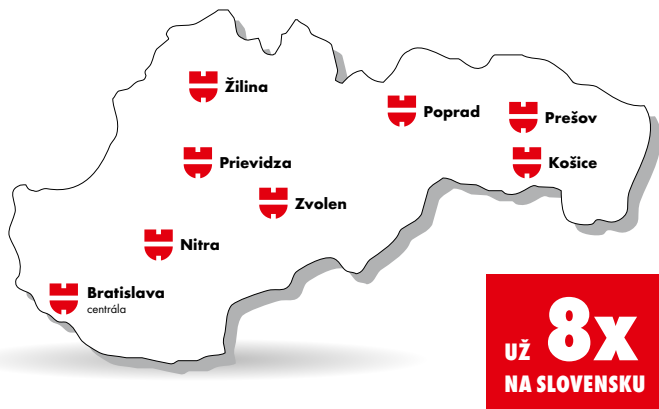 Žilina
Poprad
Prešov
Prievidza
Košice
Zvolen
Nitra
Bratislava
centrála
UŽ 8x
NA SLOVENSKU